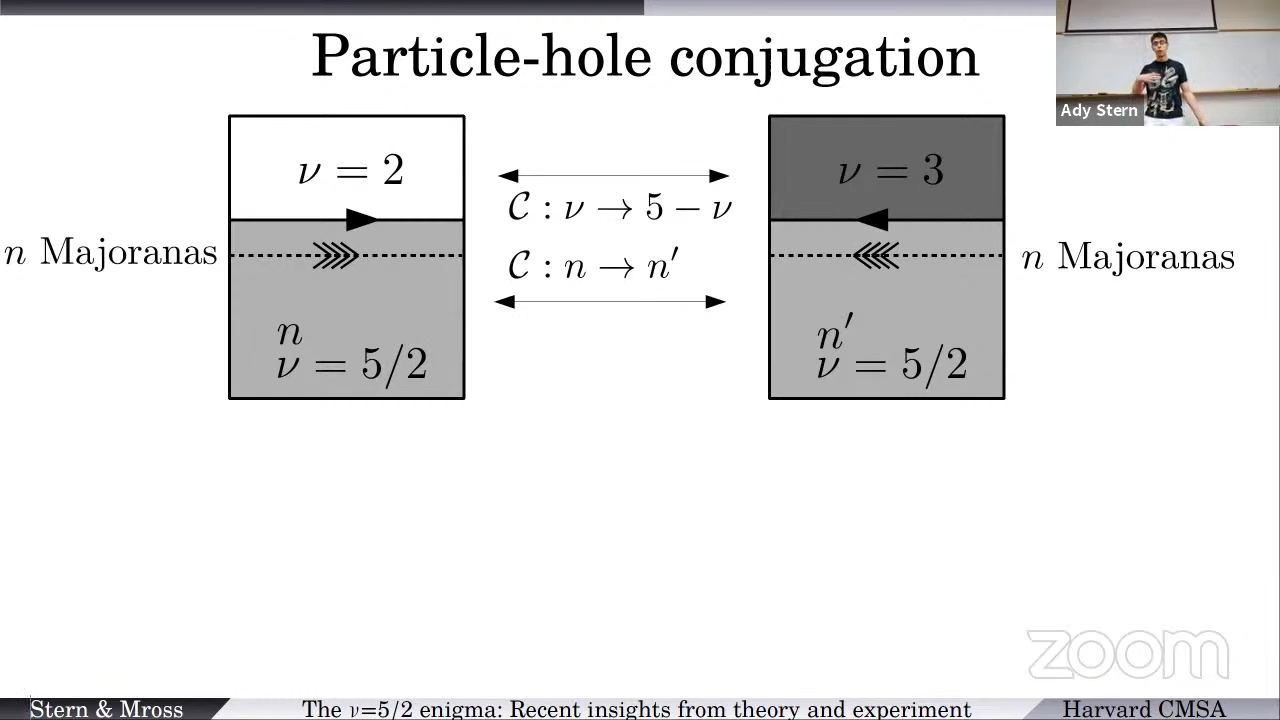 Particle-hole conjugation
Ady Stern
ν = 2
ν = 3
𝒞 : ν → 5 − ν
n Majoranas
𝒞 : n → n′
n Majoranas
n
ν = 5/2
n′
ν = 5/2
zoom
Stern & Mross
The ν=5/2 enigma: Recent insights from theory and experiment
Harvard CMSA